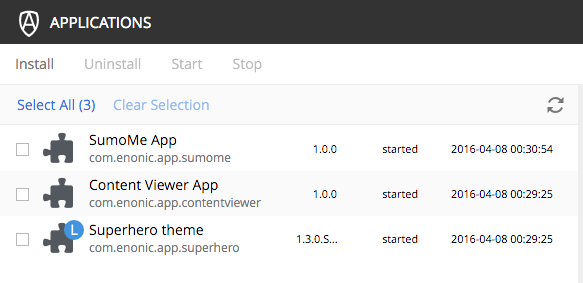 APPLICATIONS
Install Uninstall Start Stop
Select All (3) Clear Selection
SumoMe App
com.enonic.app.sumome 1.0.0 started 2016-04-08 00:30:54
Content Viewer App
com.enonic.app.contentviewer 1.0.0 started 2016-04-08 00:29:25
L Superhero theme
com.enonic.app.superhero 1.3.0.S... started 2016-04-08 00:29:25